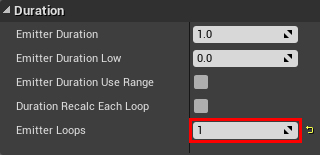 Duration
Emitter Duration 1.0
Emitter Duration Low 0.0
Emitter Duration Use Range
Duration Recalc Each Loop
Emitter Loops 1